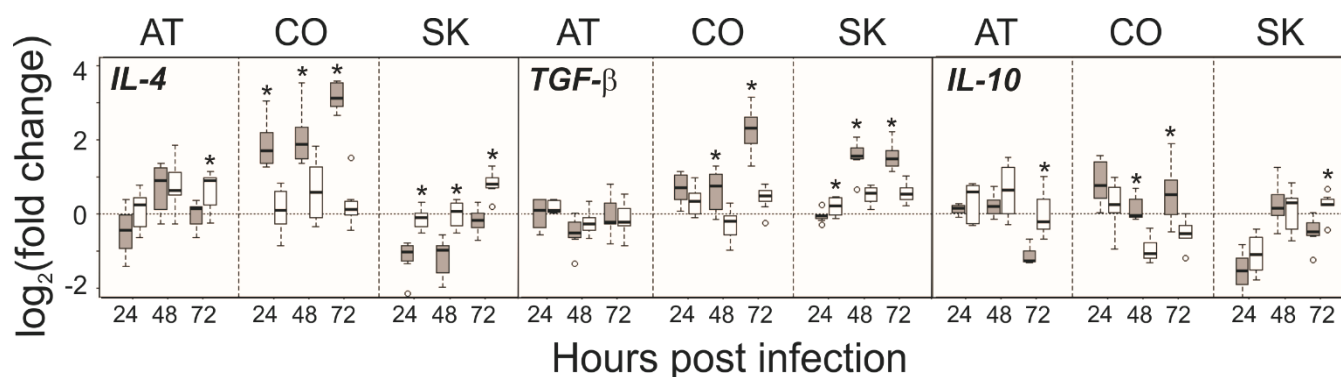 AT CO SK AT CO SK AT CO SK
IL-4 TGF-β IL-10
* * * * * * * * * * * * * * * *
4
2
0
-2
log₂(fold change)
24 48 72 24 48 72 24 48 72 24 48 72 24 48 72 24 48 72 24 48 72 24 48 72 24 48 72
Hours post infection